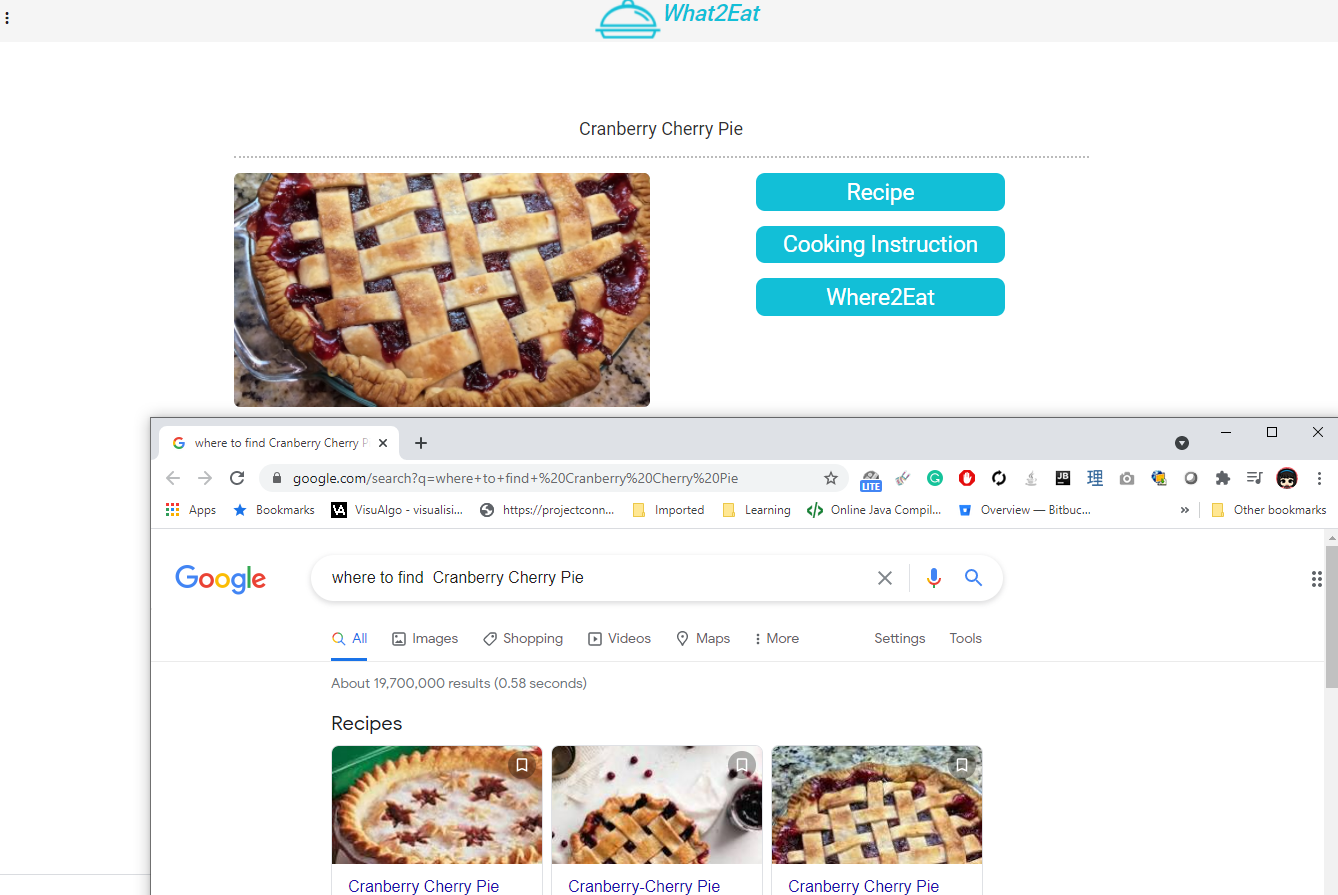 What2Eat
Cranberry Cherry Pie
Recipe
Cooking Instruction
Where2Eat
where to find Cranberry Cherry P
google.com/search?q=where+to+find+%20Cranberry%20Cherry%20Pie
LITE
JB
理
Apps Bookmarks VA VisuAlgo - visualisi... https://projectconn... Imported Learning Online Java Compil... Overview — Bitbuc... » Other bookmarks
Google where to find  Cranberry Cherry Pie
All Images Shopping Videos Maps More Settings Tools
About 19,700,000 results (0.58 seconds)
Recipes
Cranberry Cherry Pie Cranberry-Cherry Pie Cranberry Cherry Pie